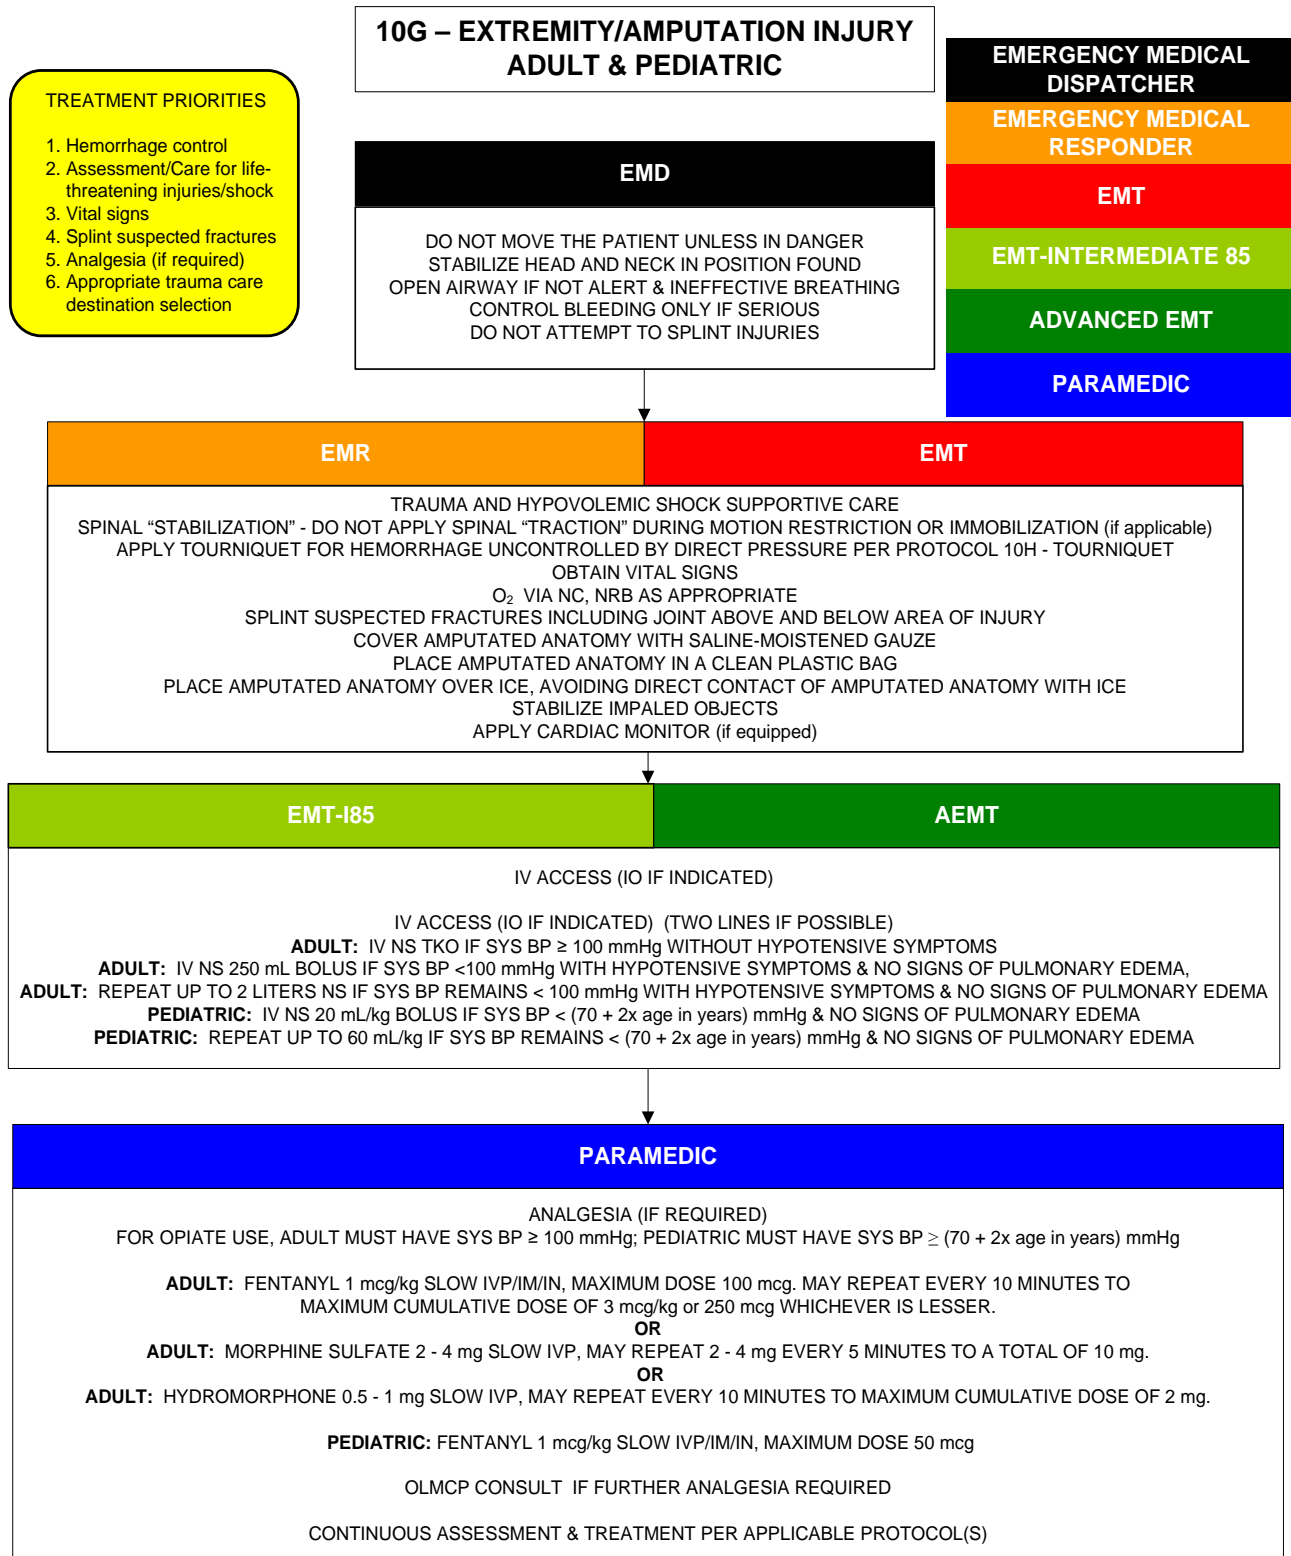 10G – EXTREMITY/AMPUTATION INJURY
ADULT & PEDIATRIC
TREATMENT PRIORITIES
1. Hemorrhage control
2. Assessment/Care for life-
threatening injuries/shock
3. Vital signs
4. Splint suspected fractures
5. Analgesia (if required)
6. Appropriate trauma care
destination selection
EMERGENCY MEDICAL
DISPATCHER
EMERGENCY MEDICAL
RESPONDER
EMT
EMT-INTERMEDIATE 85
ADVANCED EMT
PARAMEDIC
EMD
DO NOT MOVE THE PATIENT UNLESS IN DANGER
STABILIZE HEAD AND NECK IN POSITION FOUND
OPEN AIRWAY IF NOT ALERT & INEFFECTIVE BREATHING
CONTROL BLEEDING ONLY IF SERIOUS
DO NOT ATTEMPT TO SPLINT INJURIES
EMR
EMT
TRAUMA AND HYPOVOLEMIC SHOCK SUPPORTIVE CARE
SPINAL “STABILIZATION” - DO NOT APPLY SPINAL “TRACTION” DURING MOTION RESTRICTION OR IMMOBILIZATION (if applicable)
APPLY TOURNIQUET FOR HEMORRHAGE UNCONTROLLED BY DIRECT PRESSURE PER PROTOCOL 10H - TOURNIQUET
OBTAIN VITAL SIGNS
O₂ VIA NC, NRB AS APPROPRIATE
SPLINT SUSPECTED FRACTURES INCLUDING JOINT ABOVE AND BELOW AREA OF INJURY
COVER AMPUTATED ANATOMY WITH SALINE-MOISTENED GAUZE
PLACE AMPUTATED ANATOMY IN A CLEAN PLASTIC BAG
PLACE AMPUTATED ANATOMY OVER ICE, AVOIDING DIRECT CONTACT OF AMPUTATED ANATOMY WITH ICE
STABILIZE IMPALED OBJECTS
APPLY CARDIAC MONITOR (if equipped)
EMT-I85
AEMT
IV ACCESS (IO IF INDICATED)
IV ACCESS (IO IF INDICATED) (TWO LINES IF POSSIBLE)
ADULT: IV NS TKO IF SYS BP ≥ 100 mmHg WITHOUT HYPOTENSIVE SYMPTOMS
ADULT: IV NS 250 mL BOLUS IF SYS BP <100 mmHg WITH HYPOTENSIVE SYMPTOMS & NO SIGNS OF PULMONARY EDEMA,
ADULT: REPEAT UP TO 2 LITERS NS IF SYS BP REMAINS < 100 mmHg WITH HYPOTENSIVE SYMPTOMS & NO SIGNS OF PULMONARY EDEMA
PEDIATRIC: IV NS 20 mL/kg BOLUS IF SYS BP < (70 + 2x age in years) mmHg & NO SIGNS OF PULMONARY EDEMA
PEDIATRIC: REPEAT UP TO 60 mL/kg IF SYS BP REMAINS < (70 + 2x age in years) mmHg & NO SIGNS OF PULMONARY EDEMA
PARAMEDIC
ANALGESIA (IF REQUIRED)
FOR OPIATE USE, ADULT MUST HAVE SYS BP ≥ 100 mmHg; PEDIATRIC MUST HAVE SYS BP ≥ (70 + 2x age in years) mmHg
ADULT: FENTANYL 1 mcg/kg SLOW IVP/IM/IN, MAXIMUM DOSE 100 mcg. MAY REPEAT EVERY 10 MINUTES TO
MAXIMUM CUMULATIVE DOSE OF 3 mcg/kg or 250 mcg WHICHEVER IS LESSER.
OR
ADULT: MORPHINE SULFATE 2 - 4 mg SLOW IVP, MAY REPEAT 2 - 4 mg EVERY 5 MINUTES TO A TOTAL OF 10 mg.
OR
ADULT: HYDROMORPHONE 0.5 - 1 mg SLOW IVP, MAY REPEAT EVERY 10 MINUTES TO MAXIMUM CUMULATIVE DOSE OF 2 mg.
PEDIATRIC: FENTANYL 1 mcg/kg SLOW IVP/IM/IN, MAXIMUM DOSE 50 mcg
OLMCP CONSULT IF FURTHER ANALGESIA REQUIRED
CONTINUOUS ASSESSMENT & TREATMENT PER APPLICABLE PROTOCOL(S)